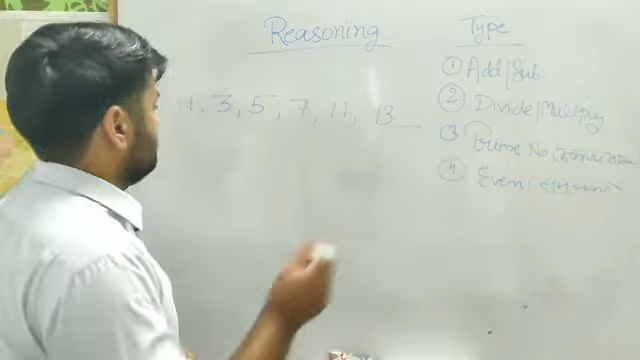 Reasoning
1, 3, 5, 7, 11, 13 __
Type
① Add/Sub.
② Divide/Multiply
③ Prime No.
④ Even